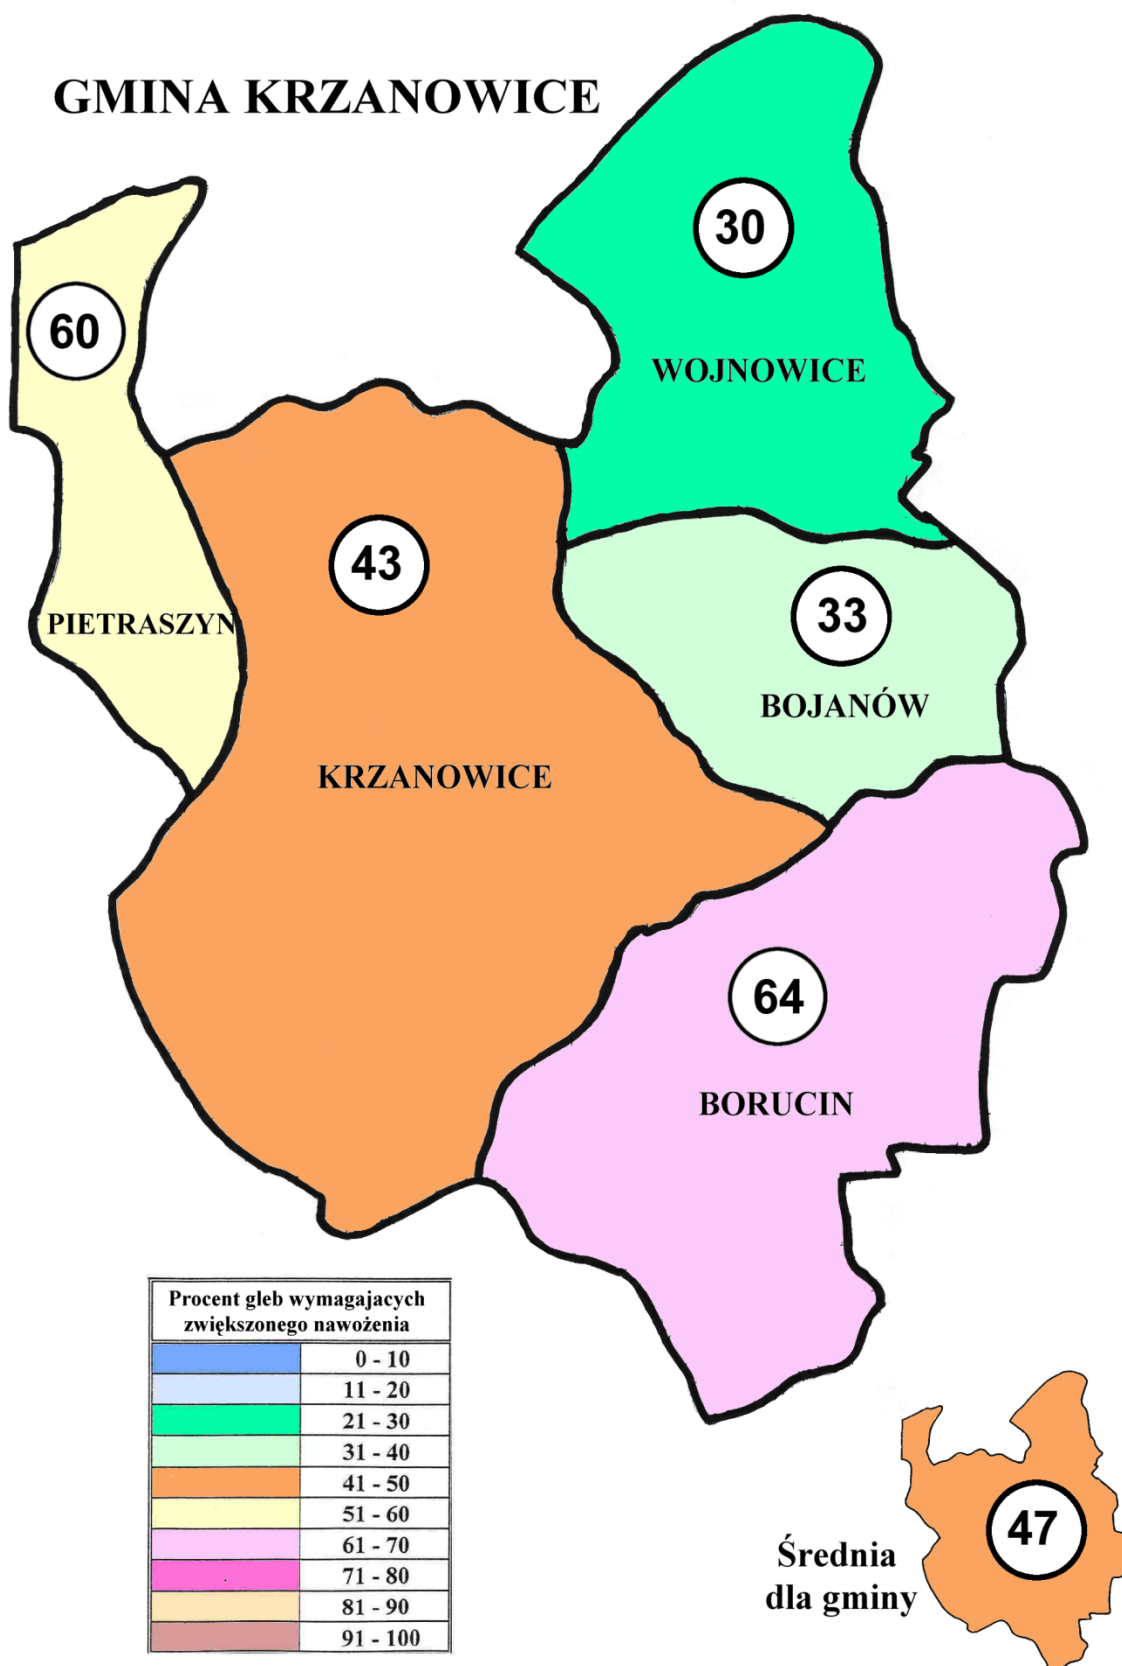 GMINA KRZANOWICE
30
60
WOJNOWICE
43
33
PIETRASZYN
BOJANÓW
KRZANOWICE
64
BORUCIN
Procent gleb wymagajacych
zwiększonego nawożenia
0 - 10
11 - 20
21 - 30
31 - 40
41 - 50
51 - 60
61 - 70
71 - 80
81 - 90
91 - 100
47
Średnia
dla gminy